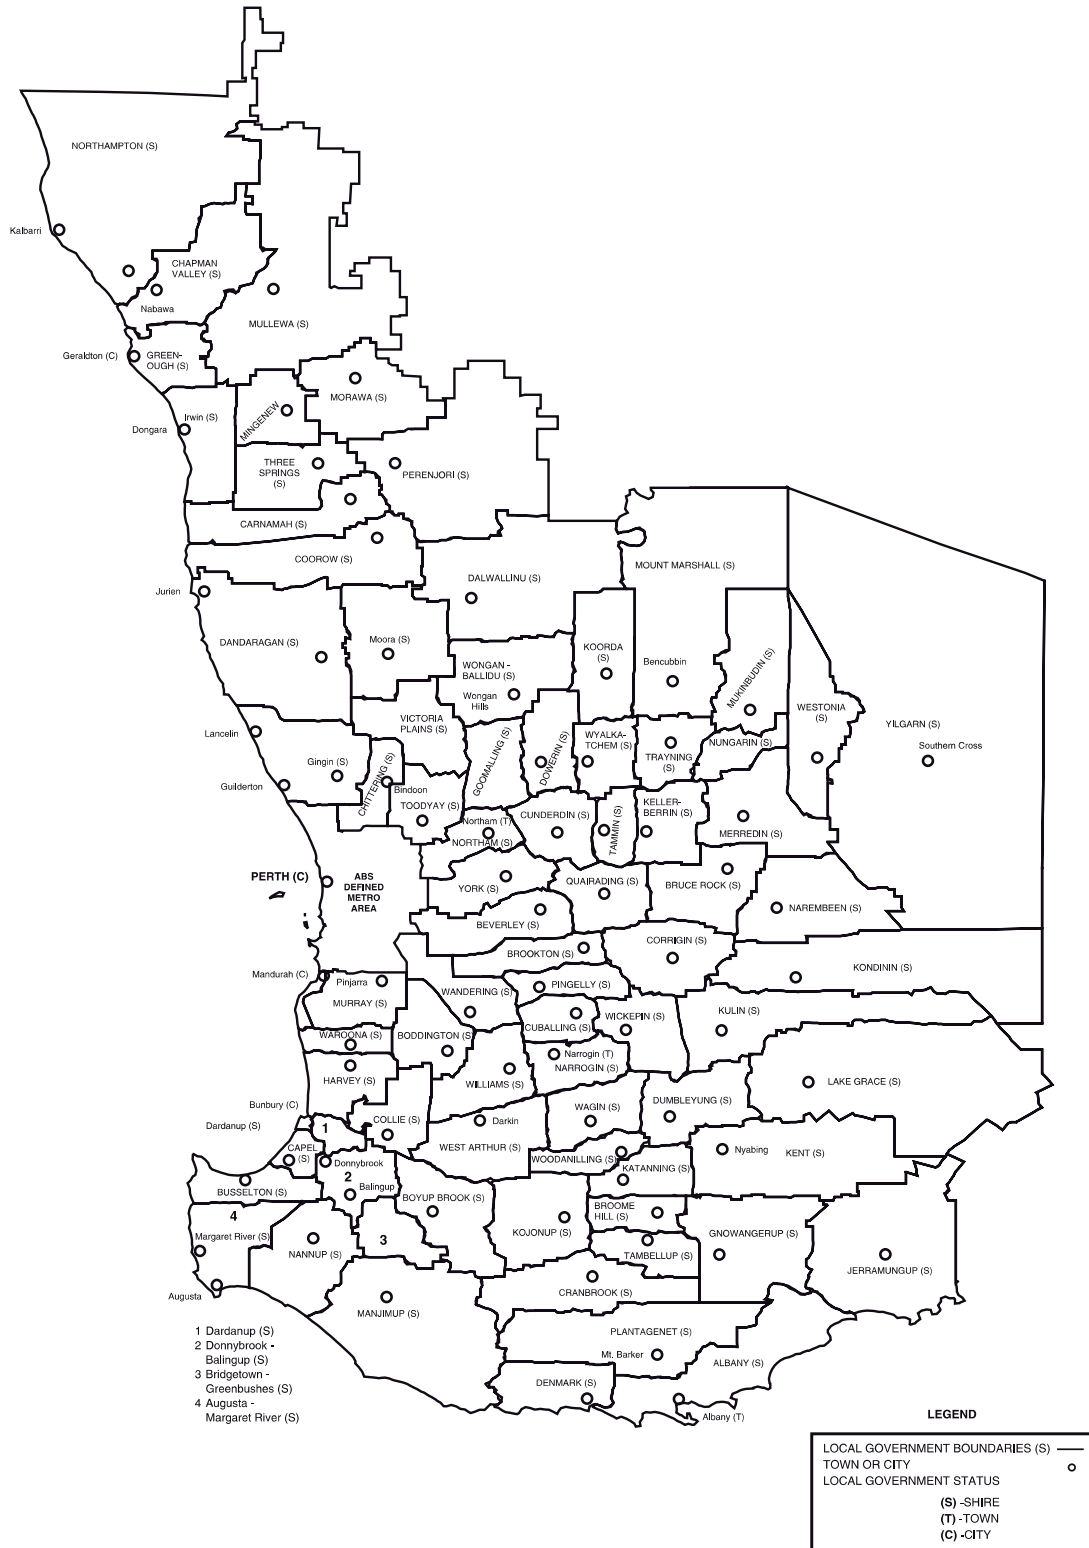 NORTHAMPTON (S)
Kalbarri
CHAPMAN
VALLEY (S)
Nabawa
MULLEWA (S)
Geraldton (C)
GREEN-
OUGH (S)
MORAWA (S)
MINGENEW
Irwin (S)
Dongara
THREE
SPRINGS
(S)
PERENJORI (S)
CARNAMAH (S)
COOROW (S)
MOUNT MARSHALL (S)
DALWALLINU (S)
Jurien
DANDARAGAN (S)
Moora (S)
KOORDA
(S)
Bencubbin
WONGAN -
BALLIDU (S)
Wongan
Hills
MUKINBUDIN (S)
WESTONIA
(S)
YILGARN (S)
Southern Cross
Lancelin
VICTORIA
PLAINS (S)
GOOMALLING (S)
DOWERIN (S)
WYALKA-
TCHEM (S)
TRAYNING
(S)
NUNGARIN (S)
Gingin (S)
CHITTERING (S)
Guilderton
Bindoon
TOODYAY (S)
Northam (T)
NORTHAM (S)
CUNDERDIN (S)
TAMMIN (S)
KELLER-
BERRIN (S)
MERREDIN (S)
PERTH (C)
ABS
DEFINED
METRO
AREA
YORK (S)
QUAIRADING (S)
BRUCE ROCK (S)
NAREMBEEN (S)
BEVERLEY (S)
BROOKTON (S)
CORRIGIN (S)
KONDININ (S)
Mandurah (C)
Pinjarra
MURRAY (S)
WANDERING (S)
PINGELLY (S)
CUBALLING (S)
WICKEPIN (S)
KULIN (S)
WAROONA (S)
BODDINGTON (S)
Narrogin (T)
NARROGIN (S)
HARVEY (S)
WILLIAMS (S)
LAKE GRACE (S)
Bunbury (C)
DUMBLEYUNG (S)
WAGIN (S)
Dardanup (S)
1
COLLIE (S)
Darkin
WEST ARTHUR (S)
CAPEL
(S)
Donnybrook
2
Balingup
WOODANILLING (S)
KATANNING (S)
Nyabing
KENT (S)
BUSSELTON (S)
BOYUP BROOK (S)
4
Margaret River (S)
NANNUP (S)
3
KOJONUP (S)
BROOME
HILL (S)
TAMBELLUP (S)
GNOWANGERUP (S)
JERRAMUNGUP (S)
Augusta
MANJIMUP (S)
CRANBROOK (S)
PLANTAGENET (S)
Mt. Barker
ALBANY (S)
DENMARK (S)
Albany (T)
1 Dardanup (S)
2 Donnybrook -
Balingup (S)
3 Bridgetown -
Greenbushes (S)
4 Augusta -
Margaret River (S)
LEGEND
LOCAL GOVERNMENT BOUNDARIES (S)
TOWN OR CITY
LOCAL GOVERNMENT STATUS
(S) -SHIRE
(T) -TOWN
(C) -CITY